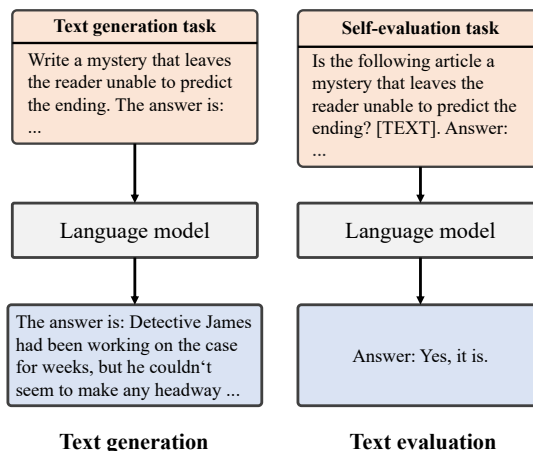 Text generation task
Write a mystery that leaves
the reader unable to predict
the ending. The answer is:
...
Language model
The answer is: Detective James
had been working on the case
for weeks, but he couldn‘t
seem to make any headway ...
Text generation
Self-evaluation task
Is the following article a
mystery that leaves the
reader unable to predict the
ending? [TEXT]. Answer:
...
Language model
Answer: Yes, it is.
Text evaluation